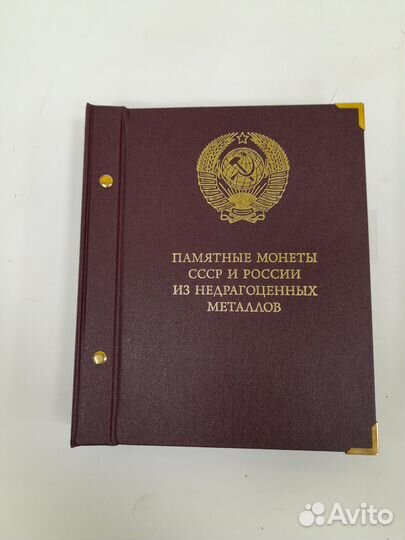 ПАМЯТНЫЕ МОНЕТЫ
СССР И РОССИИ
ИЗ НЕДРАГОЦЕННЫХ
МЕТАЛЛОВ
Avito